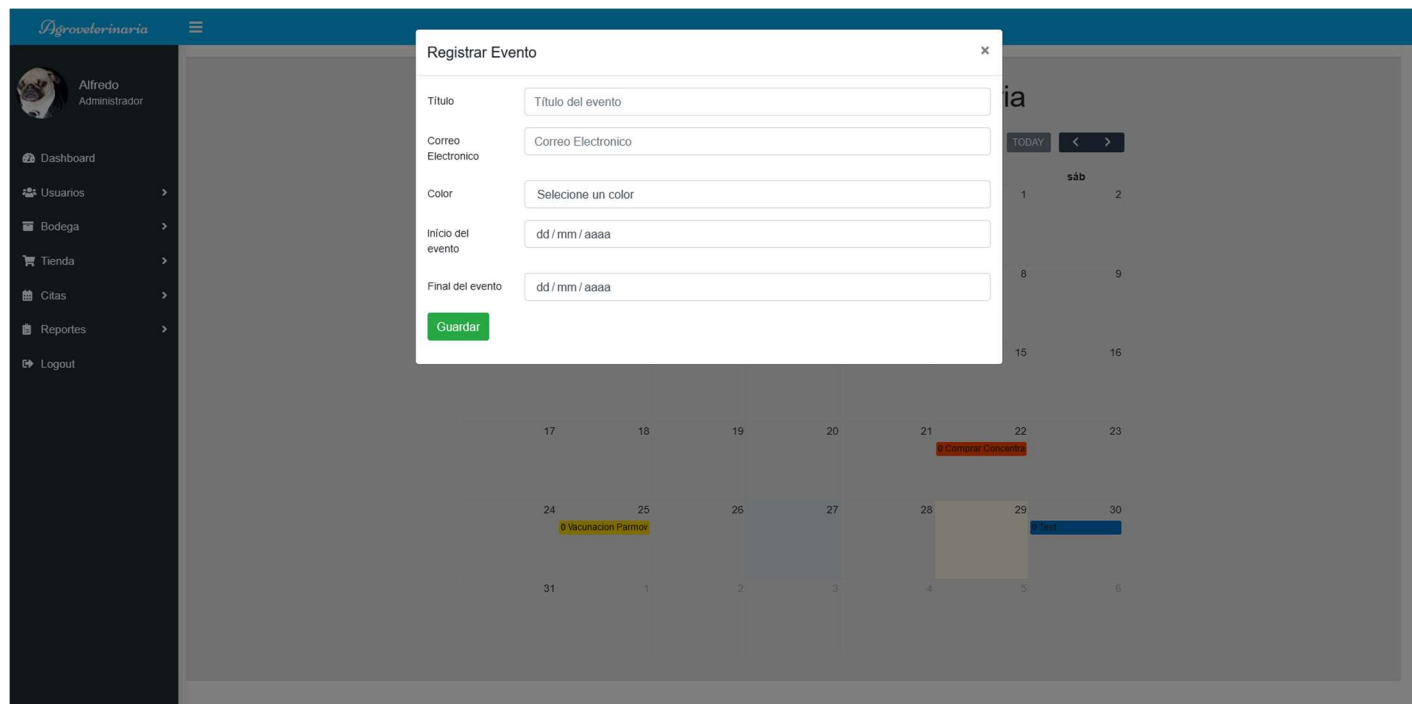 Agroveterinaria
Alfredo
Administrador
Dashboard
Usuarios
Bodega
Tienda
Citas
Reportes
Logout
Registrar Evento ×
Título
Título del evento
Correo
Electronico
Correo Electronico
Color
Selecione un color
Início del
evento
dd/mm/aaaa
Final del evento
dd/mm/aaaa
Guardar
ia
TODAY < >
sáb
1 2
8 9
15 16
17 18 19 20 21 22 23
0 Comprar Concentra
24 25 26 27 28 29 30
0 Vacunacion Parmov
0 Test
31 1 2 3 4 5 6